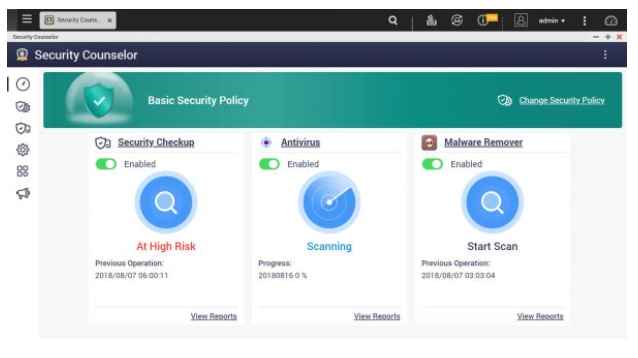 Security Couns... ×
admin
Security Counselor
Security Counselor
Basic Security Policy
Change Security Policy
Security Checkup
Enabled
At High Risk
Previous Operation:
2018/08/07 06:00:11
View Reports
Antivirus
Enabled
Scanning
Progress:
20180816 0 %
View Reports
Malware Remover
Enabled
Start Scan
Previous Operation:
2018/08/07 03:03:04
View Reports